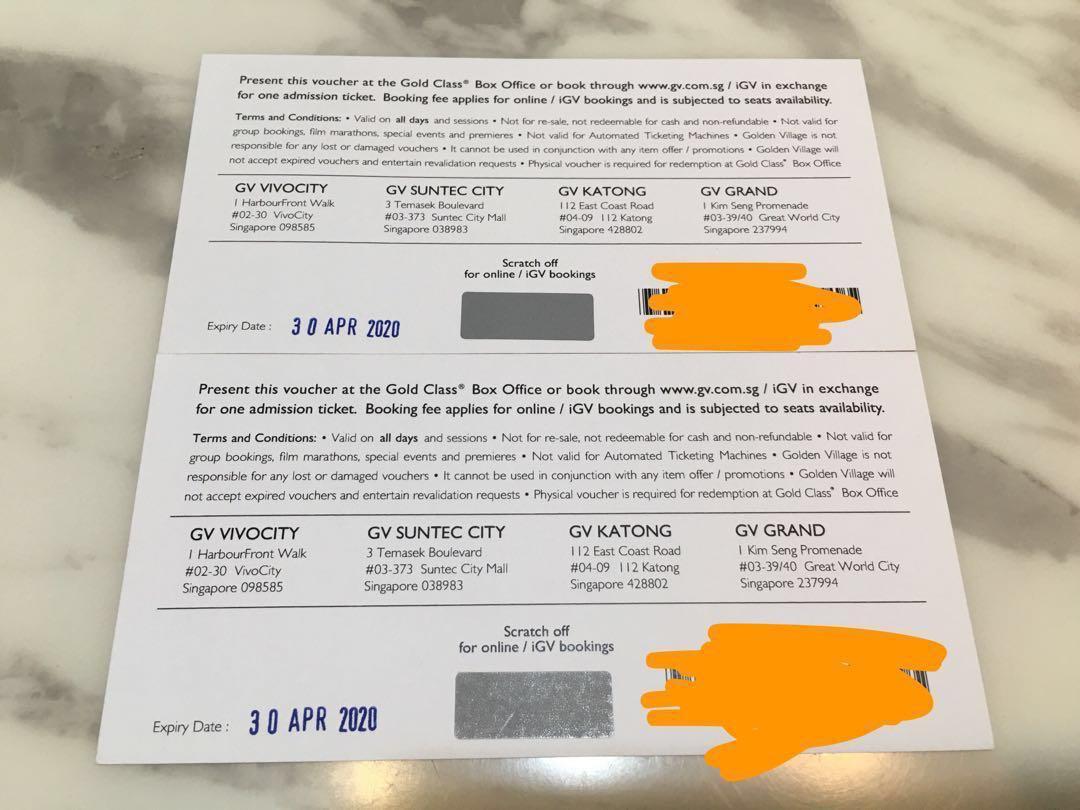 Present this voucher at the Gold Class® Box Office or book through www.gv.com.sg / iGV in exchange
for one admission ticket. Booking fee applies for online / iGV bookings and is subjected to seats availability.
Terms and Conditions: • Valid on all days and sessions • Not for re-sale, not redeemable for cash and non-refundable • Not valid for
group bookings, film marathons, special events and premieres • Not valid for Automated Ticketing Machines • Golden Village is not
responsible for any lost or damaged vouchers • It cannot be used in conjunction with any item offer / promotions • Golden Village will
not accept expired vouchers and entertain revalidation requests • Physical voucher is required for redemption at Gold Class® Box Office
GV VIVOCITY GV SUNTEC CITY GV KATONG GV GRAND
1 HarbourFront Walk 3 Temasek Boulevard 112 East Coast Road 1 Kim Seng Promenade
#02-30 VivoCity #03-373 Suntec City Mall #04-09 112 Katong #03-39/40 Great World City
Singapore 098585 Singapore 038983 Singapore 428802 Singapore 237994
Scratch off
for online / iGV bookings
Expiry Date : 30 APR 2020
Present this voucher at the Gold Class® Box Office or book through www.gv.com.sg / iGV in exchange
for one admission ticket. Booking fee applies for online / iGV bookings and is subjected to seats availability.
Terms and Conditions: • Valid on all days and sessions • Not for re-sale, not redeemable for cash and non-refundable • Not valid for
group bookings, film marathons, special events and premieres • Not valid for Automated Ticketing Machines • Golden Village is not
responsible for any lost or damaged vouchers • It cannot be used in conjunction with any item offer / promotions • Golden Village will
not accept expired vouchers and entertain revalidation requests • Physical voucher is required for redemption at Gold Class® Box Office
GV VIVOCITY GV SUNTEC CITY GV KATONG GV GRAND
1 HarbourFront Walk 3 Temasek Boulevard 112 East Coast Road 1 Kim Seng Promenade
#02-30 VivoCity #03-373 Suntec City Mall #04-09 112 Katong #03-39/40 Great World City
Singapore 098585 Singapore 038983 Singapore 428802 Singapore 237994
Scratch off
for online / iGV bookings
Expiry Date : 30 APR 2020